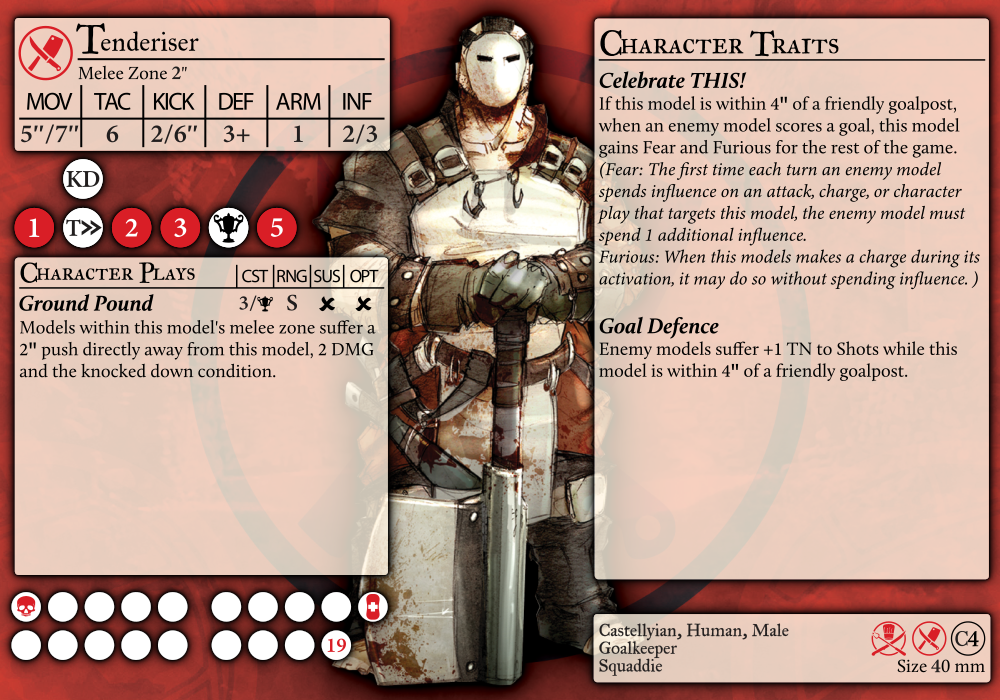 Tenderiser
Melee Zone 2"
MOV TAC KICK DEF ARM INF
5"/7" 6 2/6" 3+ 1 2/3
KD
1 T>> 2 3 5
Character Plays CST RNG SUS OPT
Ground Pound 3/ S ✘ ✘
Models within this model's melee zone suffer a
2" push directly away from this model, 2 DMG
and the knocked down condition.
19
Character Traits
Celebrate THIS!
If this model is within 4" of a friendly goalpost,
when an enemy model scores a goal, this model
gains Fear and Furious for the rest of the game.
(Fear: The first time each turn an enemy model
spends influence on an attack, charge, or character
play that targets this model, the enemy model must
spend 1 additional influence.
Furious: When this models makes a charge during its
activation, it may do so without spending influence. )
Goal Defence
Enemy models suffer +1 TN to Shots while this
model is within 4" of a friendly goalpost.
Castellyian, Human, Male
Goalkeeper
Squaddie
C4
Size 40 mm